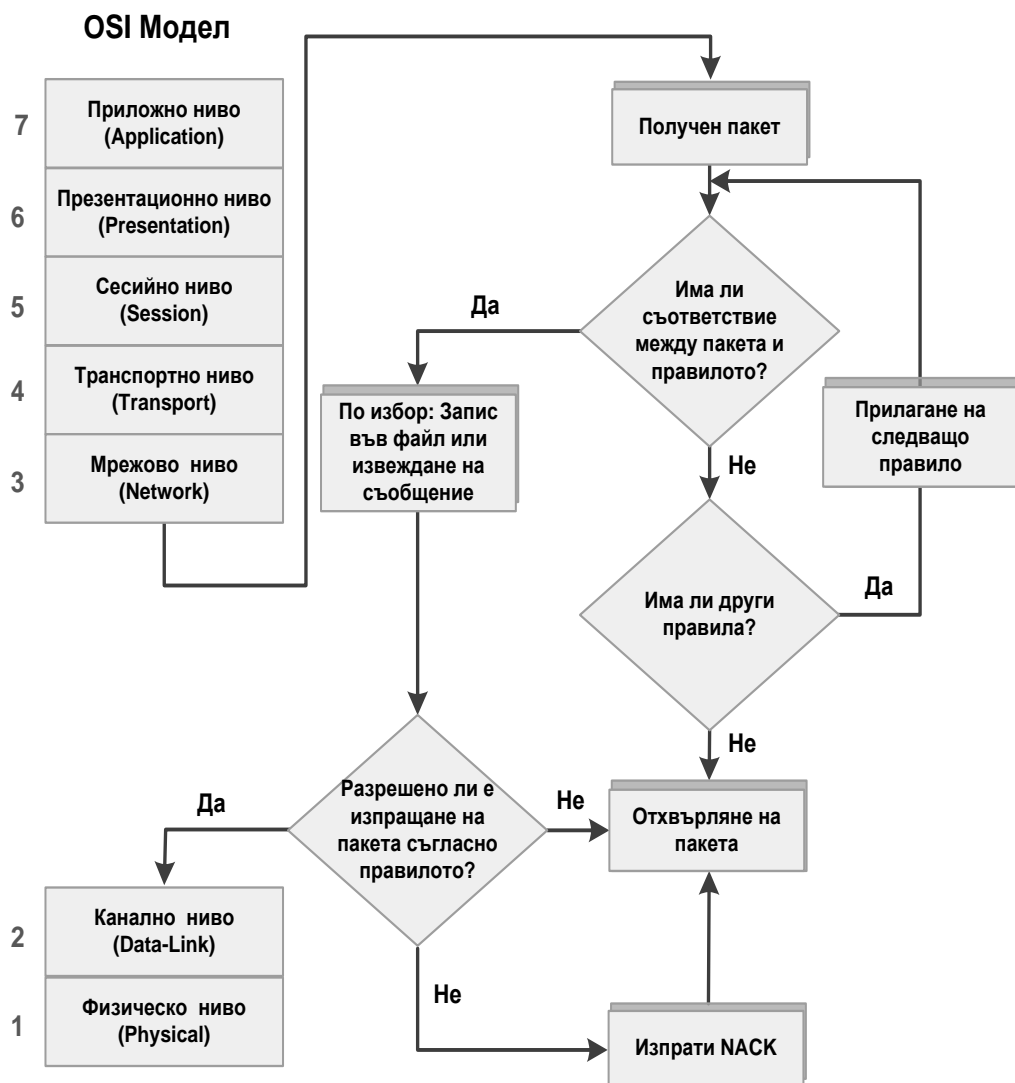 OSI Модел
7
Приложно ниво
(Application)
6
Презентационно ниво
(Presentation)
5
Сесийно ниво
(Session)
4
Транспортно ниво
(Transport)
3
Мрежово ниво
(Network)
Получен пакет
Има ли
съответствие
между пакета и
правилото?
Да
Не
По избор: Запис
във файл или
извеждане на
съобщение
Прилагане на
следващо
правило
Има ли други
правила?
Да
Не
Разрешено ли е
изпращане на
пакета съгласно
правилото?
Да
Не
Не
Отхвърляне на
пакета
2
Канално ниво
(Data-Link)
1
Физическо ниво
(Physical)
Изпрати NACK